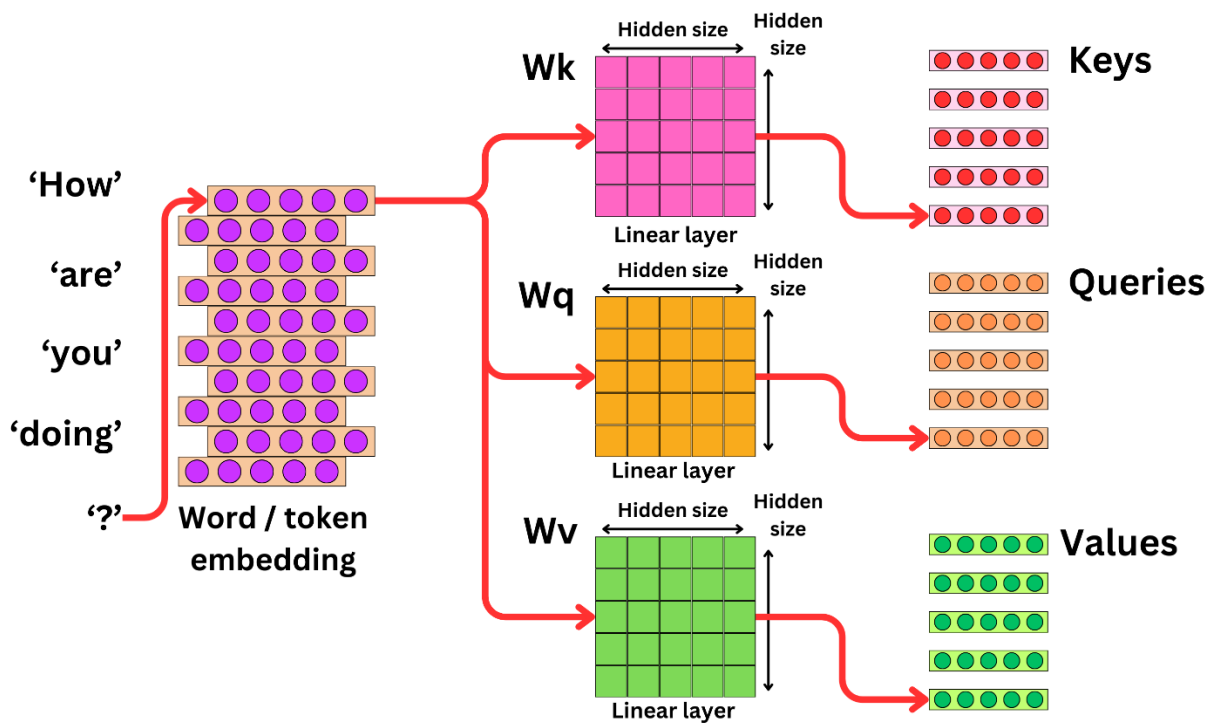 ‘How’
‘are’
‘you’
‘doing’
‘?’
Word / token
embedding
Wk
Hidden size
Hidden
size
Linear layer
Keys
Wq
Hidden size
Hidden
size
Linear layer
Queries
Wv
Hidden size
Hidden
size
Linear layer
Values